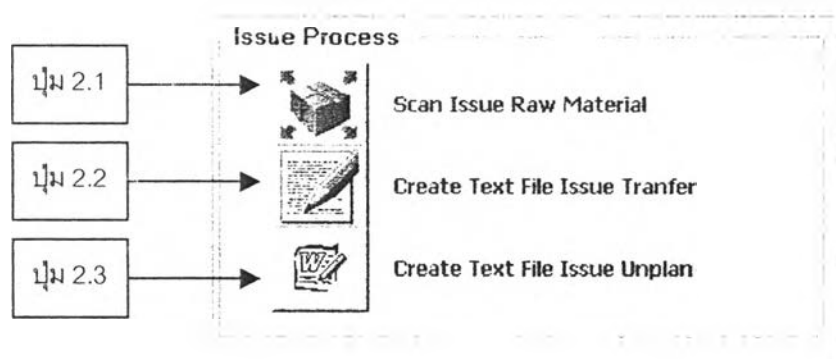 Issue Process
ปุ่ม 2.1
Scan Issue Raw Material
ปุ่ม 2.2
Create Text File Issue Tranfer
ปุ่ม 2.3
Create Text File Issue Unplan